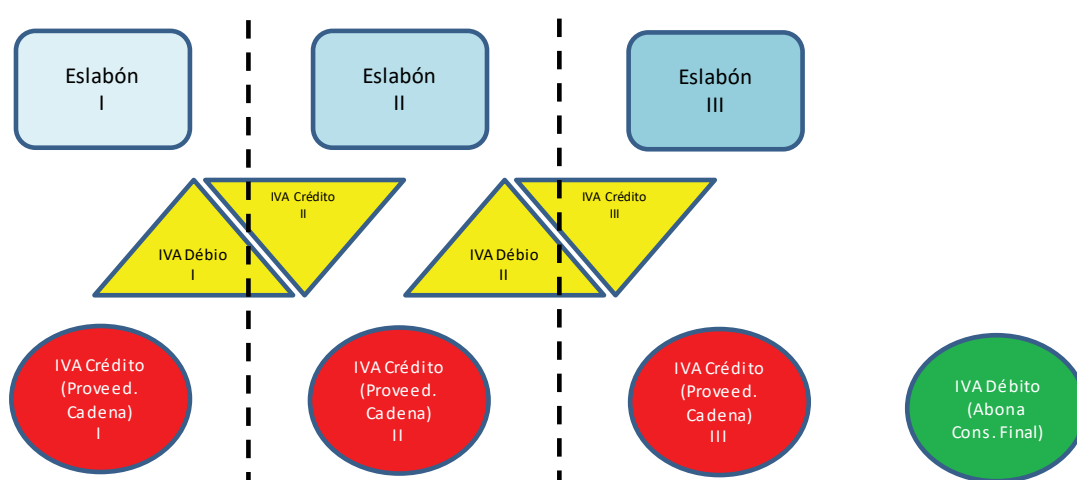 Eslabón
I
Eslabón
II
Eslabón
III
IVA Crédito
II
IVA Débio
I
IVA Crédito
III
IVA Débio
II
IVA Crédito
(Proveed.
Cadena)
I
IVA Crédito
(Proveed.
Cadena)
II
IVA Crédito
(Proveed.
Cadena)
III
IVA Débito
(Abona
Cons. Final)